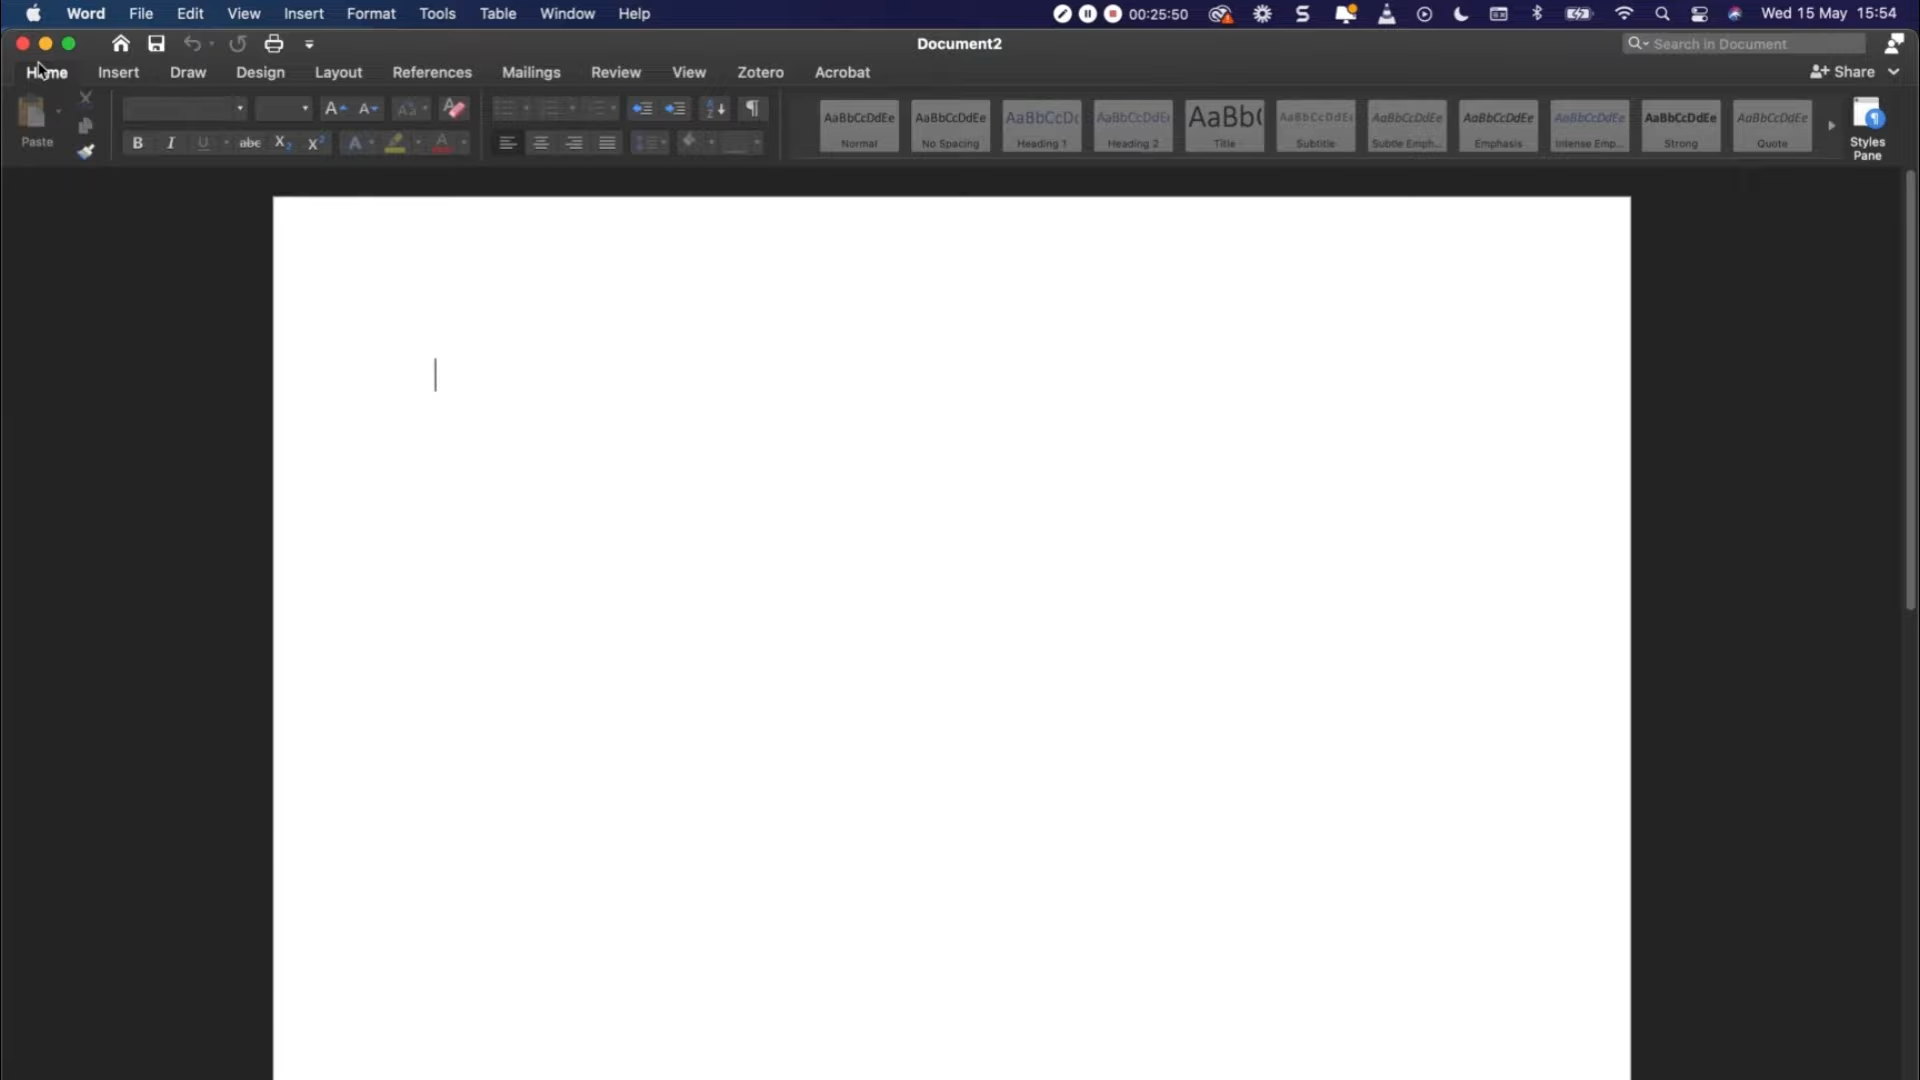 Word File Edit View Insert Format Tools Table Window Help 00:25:50 Wed 15 May 15:54
Document2 Search in Document
Home Insert Draw Design Layout References Mailings Review View Zotero Acrobat Share
Paste
AaBbCcDdEe AaBbCcDdEe AaBbCcDc AaBbCcDdEe AaBb( AaBbCcDdEe AaBbCcDdEe AaBbCcDdEe AaBbCcDdEe AaBbCcDdEe AaBbCcDdEe
Normal No Spacing Heading 1 Heading 2 Title Subtitle Subtle Emph... Emphasis Intense Emp... Strong Quote
Styles
Pane